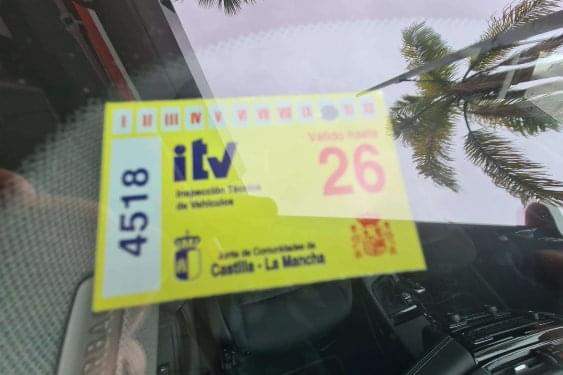 I II III IV V VI VII VIII IX XI XII
Válido hasta
itv
26
Inspección Técnica
de Vehículos
4518
Junta de Comunidades de
Castilla - La Mancha